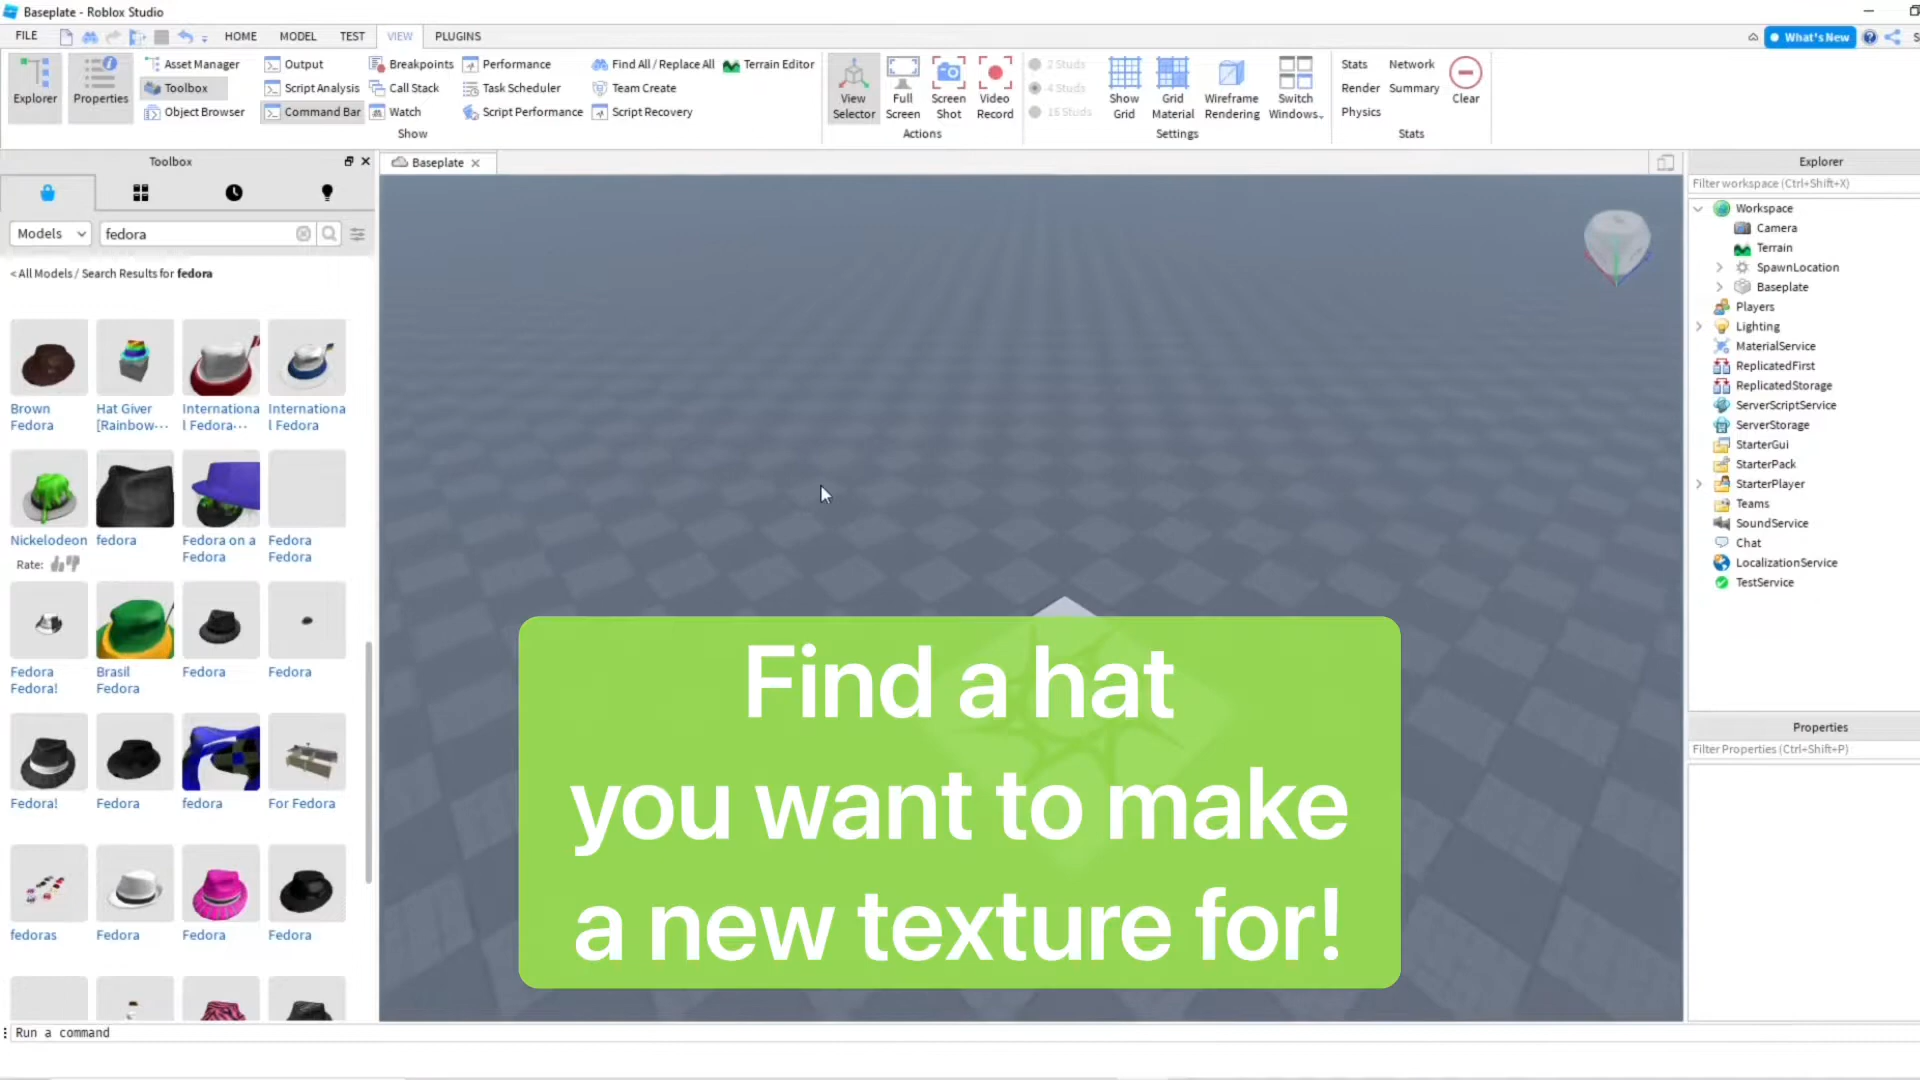 Baseplate - Roblox Studio
FILE
HOME
MODEL
TEST
VIEW
PLUGINS
What's New
Explorer
Properties
Asset Manager
Toolbox
Object Browser
Output
Script Analysis
Command Bar
Breakpoints
Call Stack
Watch
Performance
Task Scheduler
Script Performance
Find All / Replace All
Team Create
Script Recovery
Terrain Editor
Show
View
Selector
Full
Screen
Screen
Shot
Video
Record
Actions
2 Studs
4 Studs
16 Studs
Show
Grid
Grid
Material
Wireframe
Rendering
Switch
Windows
Settings
Stats
Network
Render
Summary
Physics
Clear
Stats
Toolbox
Baseplate
Models
fedora
< All Models / Search Results for fedora
Brown
Fedora
Hat Giver
[Rainbow···
Internationa
l Fedora···
Internationa
l Fedora
Nickelodeon
Rate:
fedora
Fedora on a
Fedora
Fedora
Fedora
Fedora
Fedora!
Brasil
Fedora
Fedora
Fedora
Fedora!
Fedora
fedora
For Fedora
fedoras
Fedora
Fedora
Fedora
Run a command
Find a hat
you want to make
a new texture for!
Explorer
Filter workspace (Ctrl+Shift+X)
Workspace
Camera
Terrain
SpawnLocation
Baseplate
Players
Lighting
MaterialService
ReplicatedFirst
ReplicatedStorage
ServerScriptService
ServerStorage
StarterGui
StarterPack
StarterPlayer
Teams
SoundService
Chat
LocalizationService
TestService
Properties
Filter Properties (Ctrl+Shift+P)